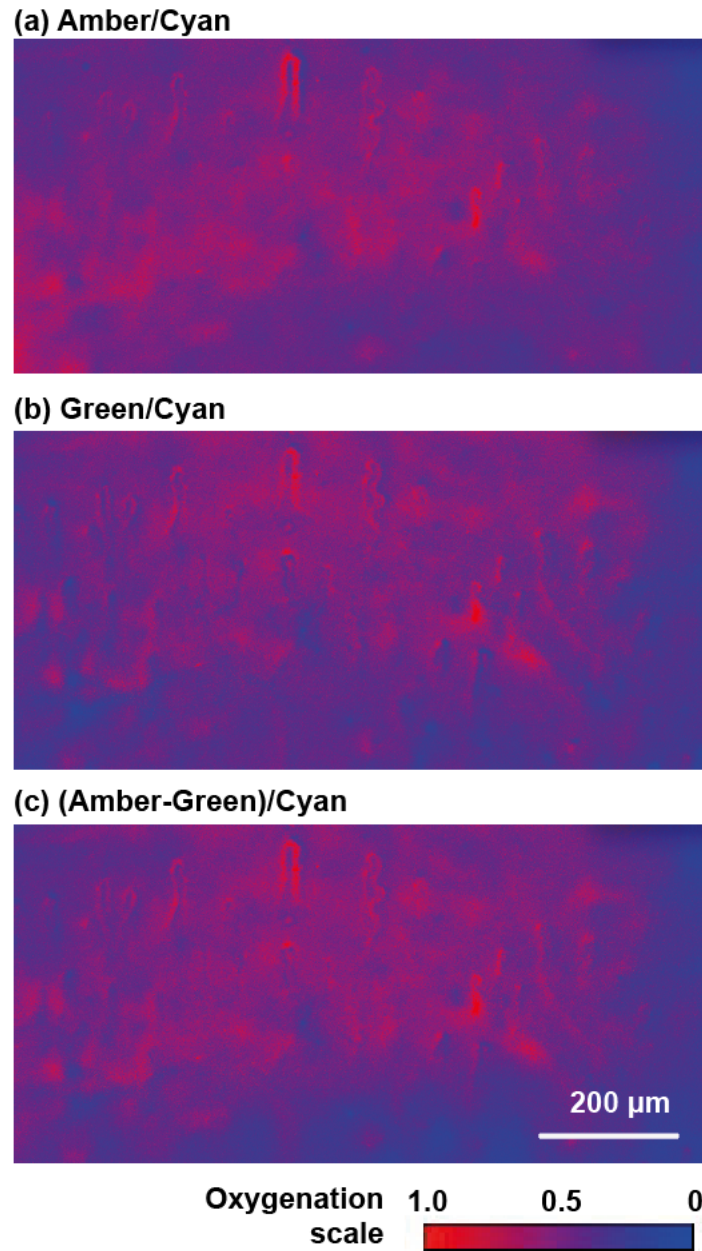 (a) Amber/Cyan
(b) Green/Cyan
(c) (Amber-Green)/Cyan
200 μm
Oxygenation 1.0 0.5 0
scale